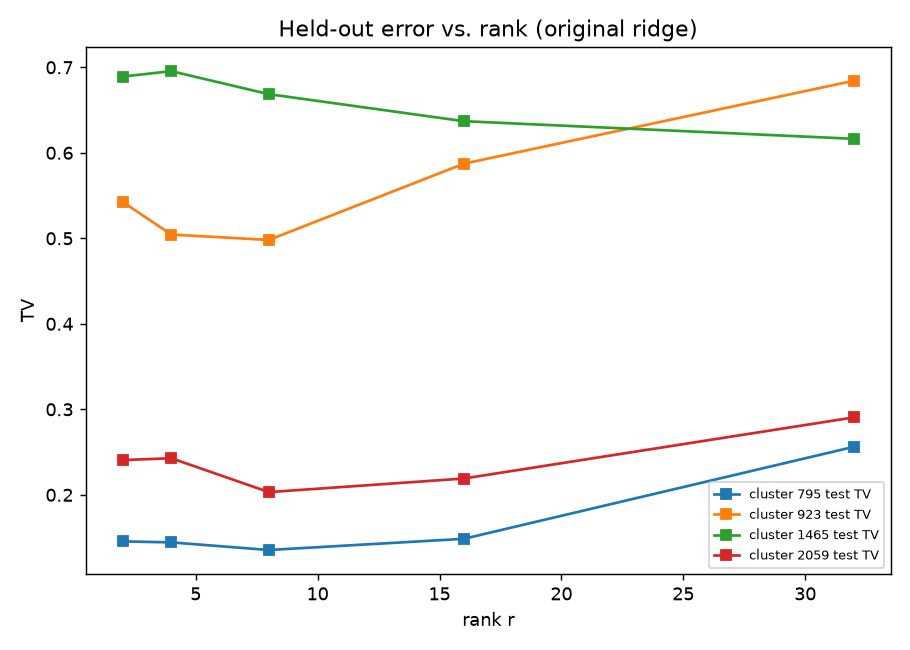 Held-out error vs. rank (original ridge)
TV
0.7
0.6
0.5
0.4
0.3
0.2
cluster 795 test TV
cluster 923 test TV
cluster 1465 test TV
cluster 2059 test TV
5 10 15 20 25 30
rank r